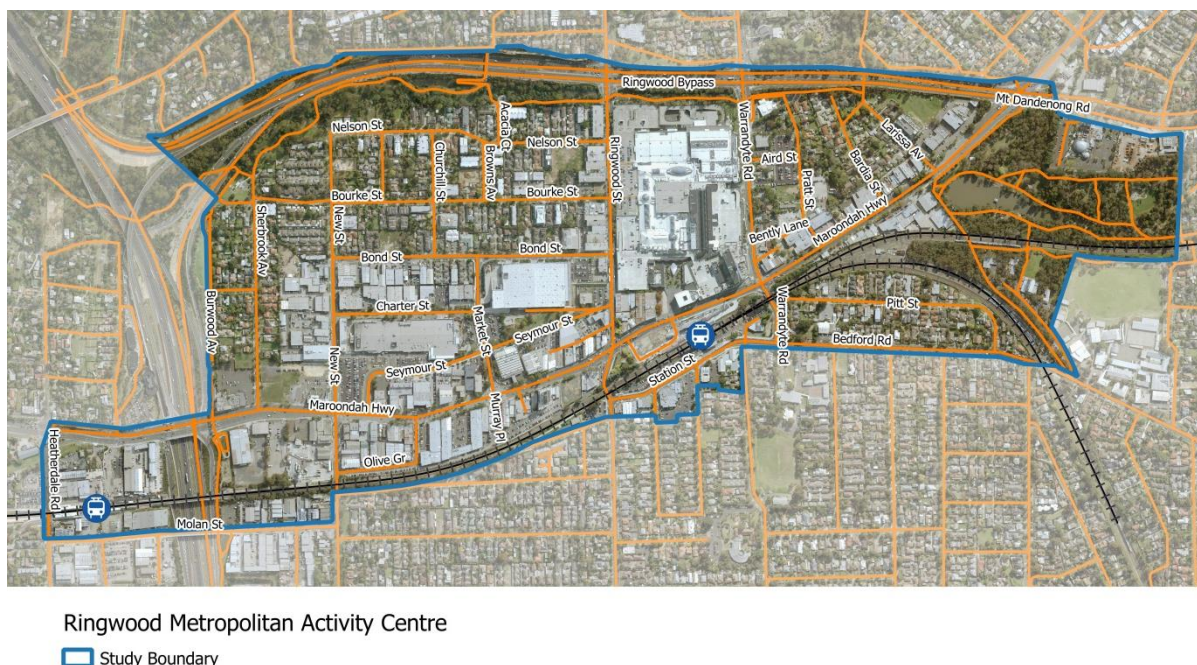 Ringwood Bypass
Mt Dandenong Rd
Nelson St
Acacia Ct
Nelson St
Ringwood St
Warrandyte Rd
Larissa Av
Churchill St
Browns Av
Aird St
Bardia St
Pratt St
Bourke St
Bourke St
Sherbrook Av
New St
Bently Lane
Maroondah Hwy
Bond St
Bond St
Burwood Av
Charter St
Market St
Seymour St
Warrandyte Rd
Pitt St
Bedford Rd
Station St
New St
Seymour St
Maroondah Hwy
Murray Pl
Heatherdale Rd
Olive Gr
Molan St
Ringwood Metropolitan Activity Centre
Study Boundary